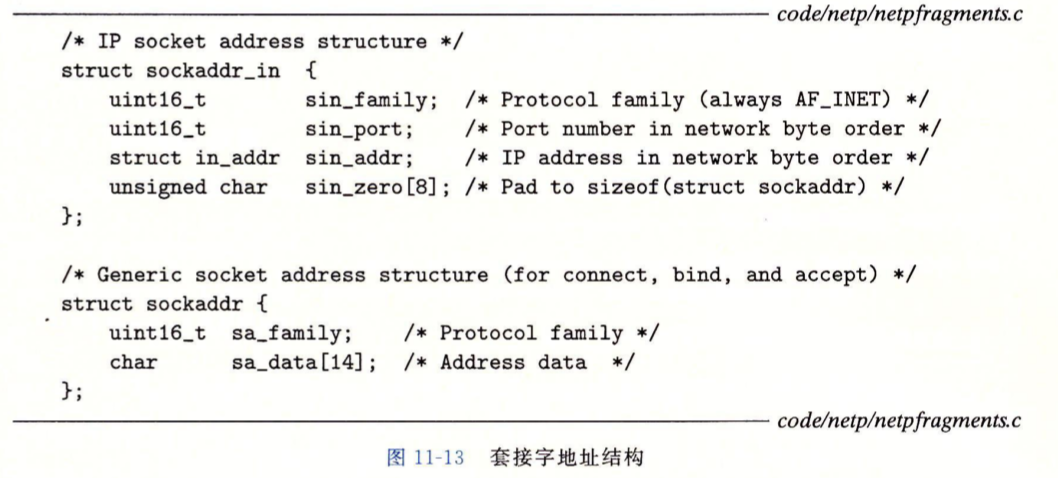 code/netp/netpfragments.c
/* IP socket address structure */
struct sockaddr_in  {
    uint16_t        sin_family;  /* Protocol family (always AF_INET) */
    uint16_t        sin_port;    /* Port number in network byte order */
    struct in_addr  sin_addr;    /* IP address in network byte order */
    unsigned char   sin_zero[8]; /* Pad to sizeof(struct sockaddr) */
};
/* Generic socket address structure (for connect, bind, and accept) */
struct sockaddr {
    uint16_t  sa_family;    /* Protocol family */
    char      sa_data[14];  /* Address data  */
};
code/netp/netpfragments.c
图 11-13 套接字地址结构